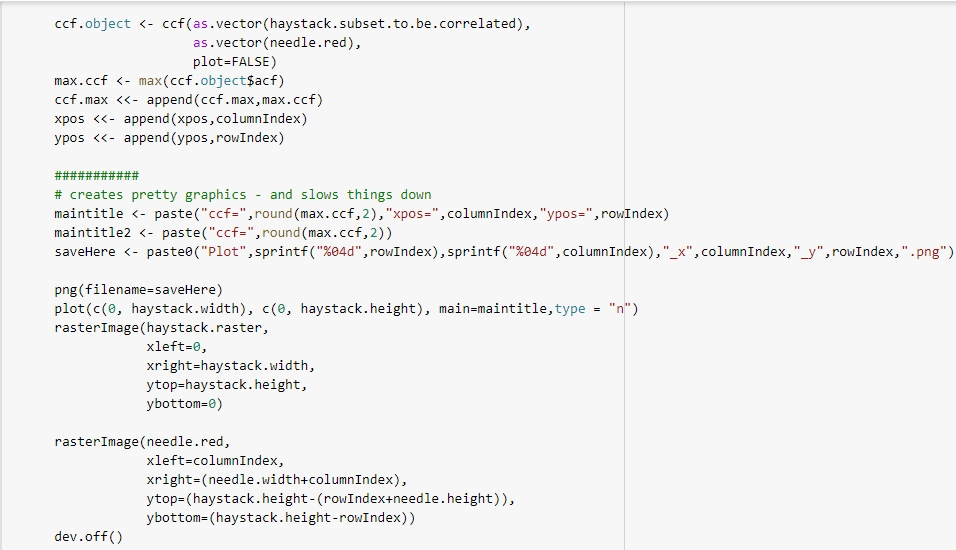 ccf.object <- ccf(as.vector(haystack.subset.to.be.correlated),
as.vector(needle.red),
plot=FALSE)
max.ccf <- max(ccf.object$acf)
ccf.max <<- append(ccf.max,max.ccf)
xpos <<- append(xpos,columnIndex)
ypos <<- append(ypos,rowIndex)
###########
# creates pretty graphics - and slows things down
maintitle <- paste("ccf=",round(max.ccf,2),"xpos=",columnIndex,"ypos=",rowIndex)
maintitle2 <- paste("ccf=",round(max.ccf,2))
saveHere <- paste0("Plot",sprintf("%04d",rowIndex),sprintf("%04d",columnIndex),"_x",columnIndex,"_y",rowIndex,".png")
png(filename=saveHere)
plot(c(0, haystack.width), c(0, haystack.height), main=maintitle,type = "n")
rasterImage(haystack.raster,
xleft=0,
xright=haystack.width,
ytop=haystack.height,
ybottom=0)
rasterImage(needle.red,
xleft=columnIndex,
xright=(needle.width+columnIndex),
ytop=(haystack.height-(rowIndex+needle.height)),
ybottom=(haystack.height-rowIndex))
dev.off()